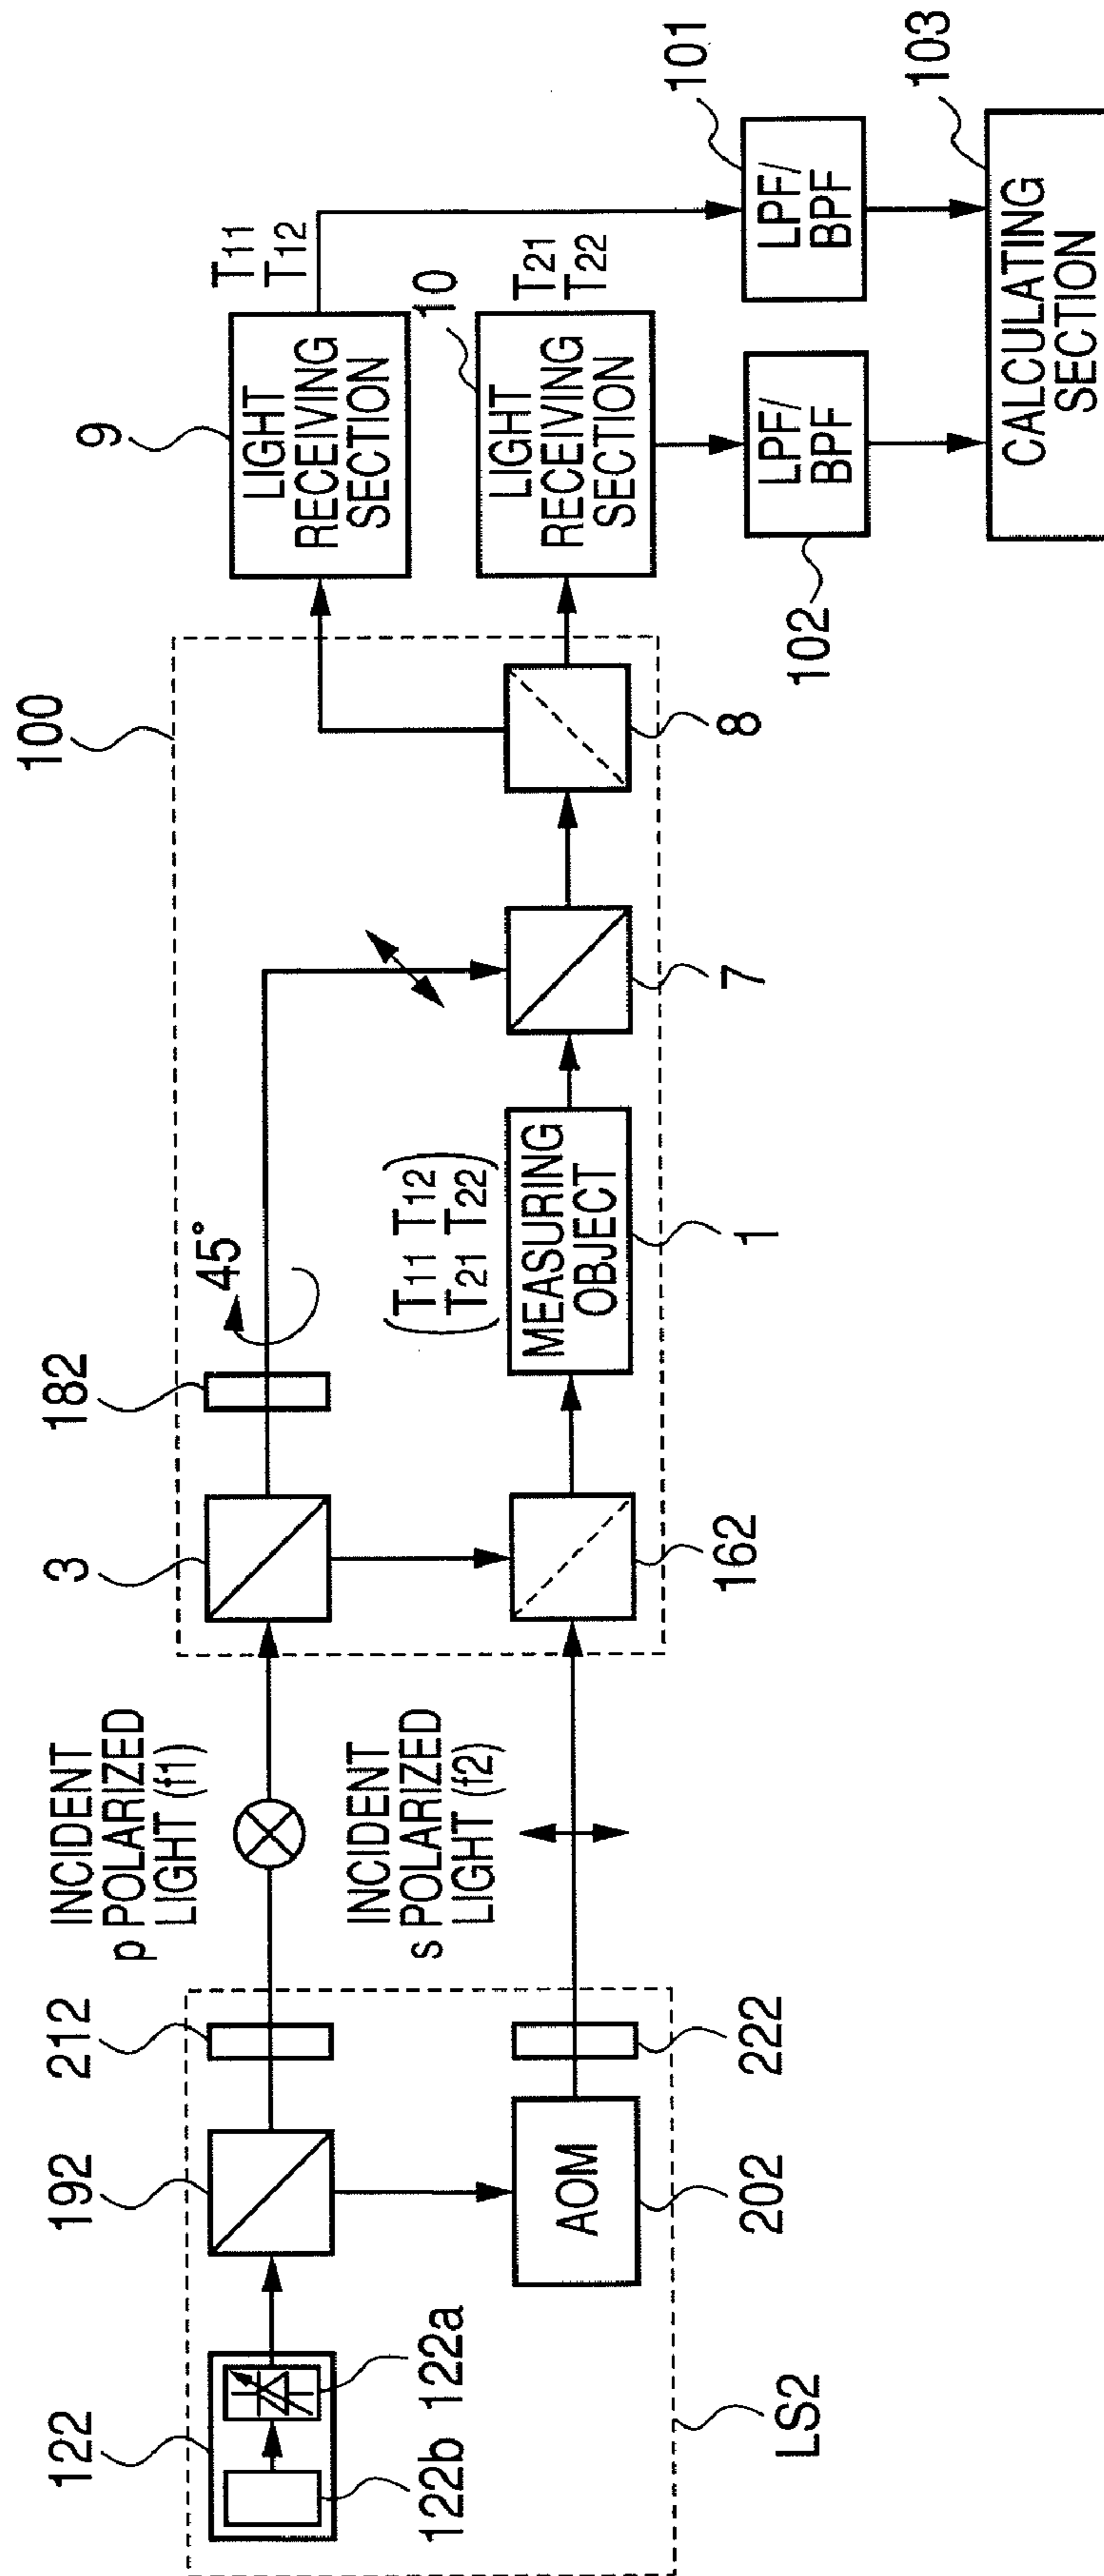 122
122b
122a
192
212
AOM
202
222
LS2
INCIDENT
p POLARIZED
LIGHT (f1)
INCIDENT
s POLARIZED
LIGHT (f2)
100
3
182
45°
162
(T11 T12
T21 T22)
MEASURING
OBJECT
1
7
8
9
LIGHT
RECEIVING
SECTION
T11
T12
10
LIGHT
RECEIVING
SECTION
T21
T22
101
LPF/
BPF
102
LPF/
BPF
103
CALCULATING
SECTION